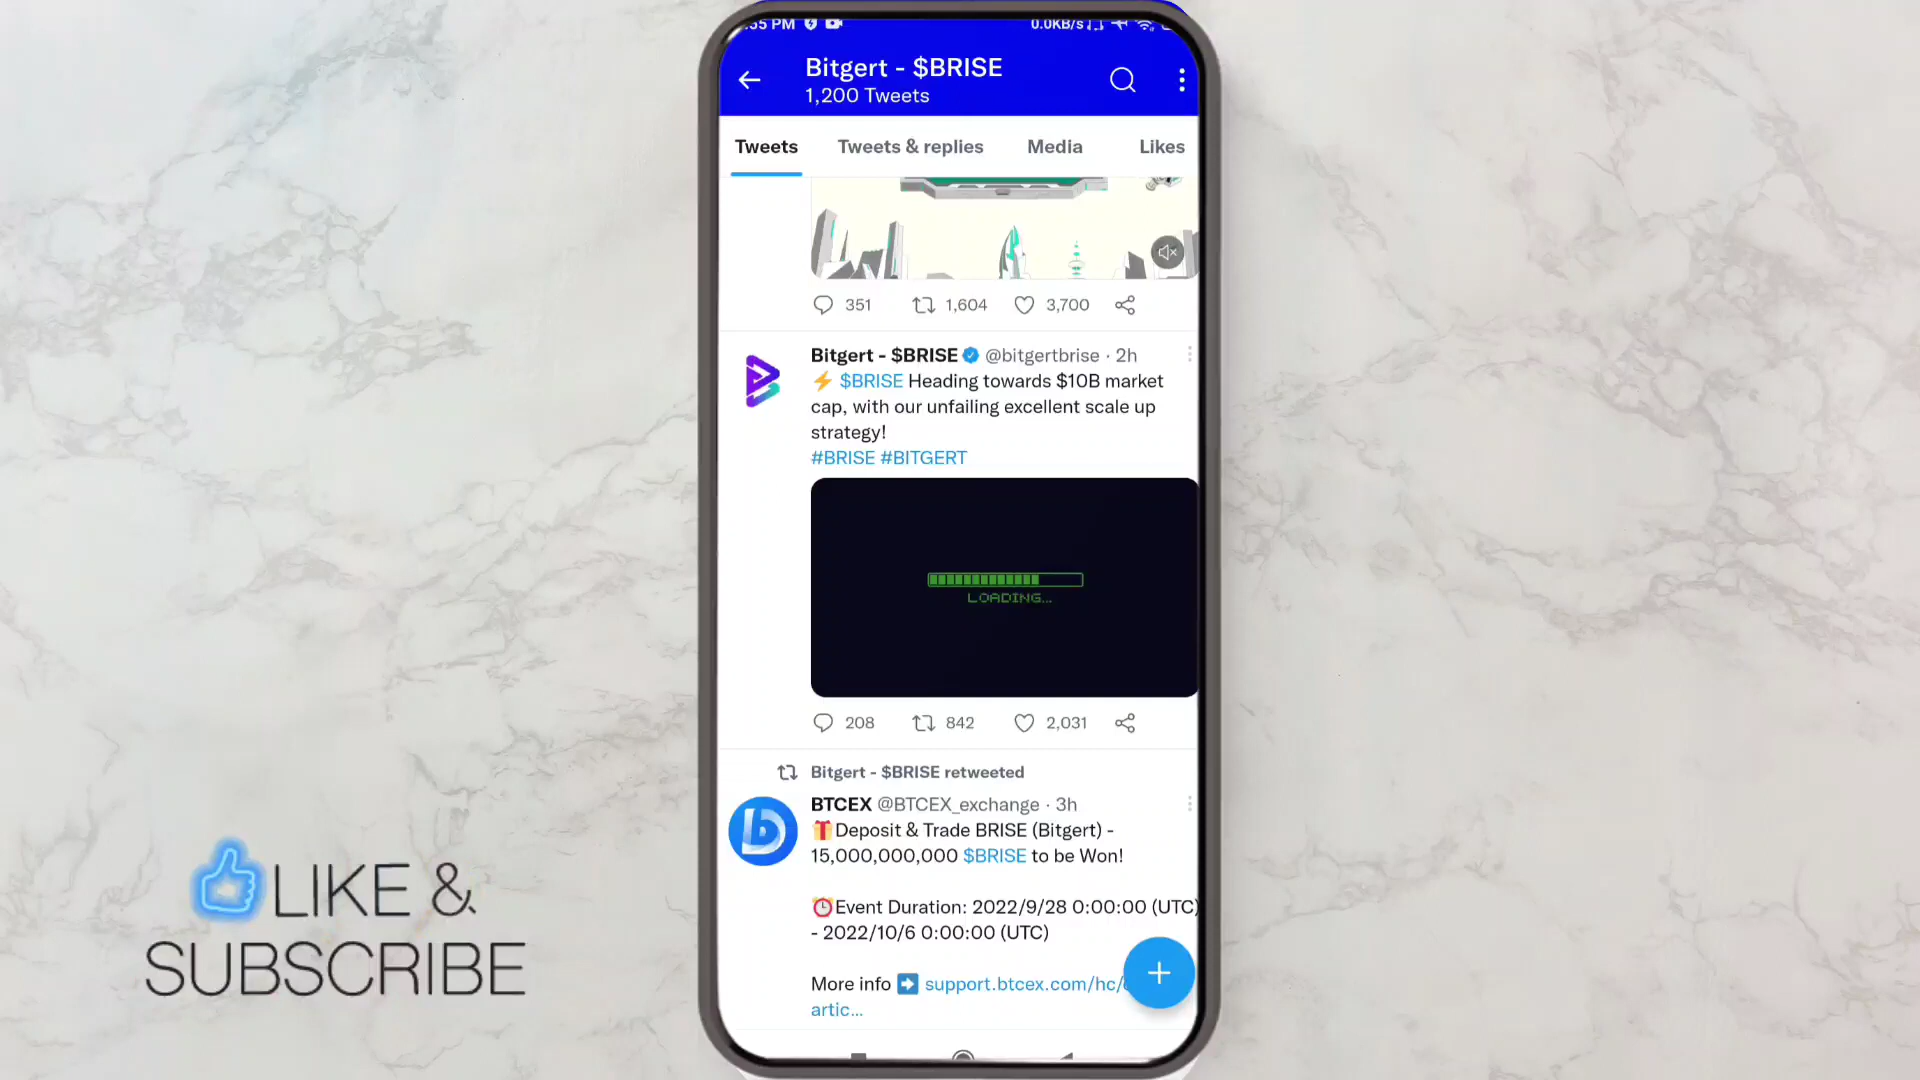 :55 PM
0.0KB/s
Bitgert - $BRISE
1,200 Tweets
Tweets Tweets & replies Media Likes
351 1,604 3,700
Bitgert - $BRISE @bitgertbrise · 2h
⚡ $BRISE Heading towards $10B market
cap, with our unfailing excellent scale up
strategy!
#BRISE #BITGERT
LOADING...
208 842 2,031
Bitgert - $BRISE retweeted
BTCEX @BTCEX_exchange · 3h
🎁Deposit & Trade BRISE (Bitgert) -
15,000,000,000 $BRISE to be Won!
⏰Event Duration: 2022/9/28 0:00:00 (UTC)
- 2022/10/6 0:00:00 (UTC)
More info ➡ support.btcex.com/hc/
artic...
LIKE &
SUBSCRIBE